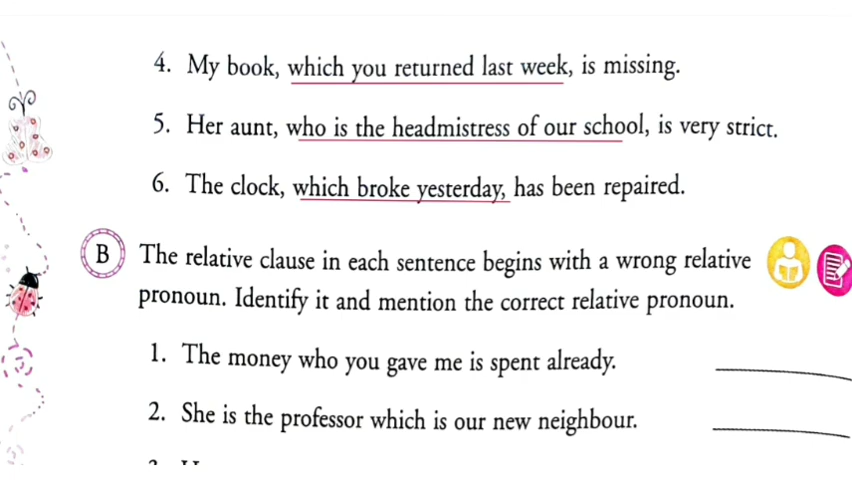 4. My book, which you returned last week, is missing.
5. Her aunt, who is the headmistress of our school, is very strict.
6. The clock, which broke yesterday, has been repaired.
B The relative clause in each sentence begins with a wrong relative
pronoun. Identify it and mention the correct relative pronoun.
1. The money who you gave me is spent already.
2. She is the professor which is our new neighbour.